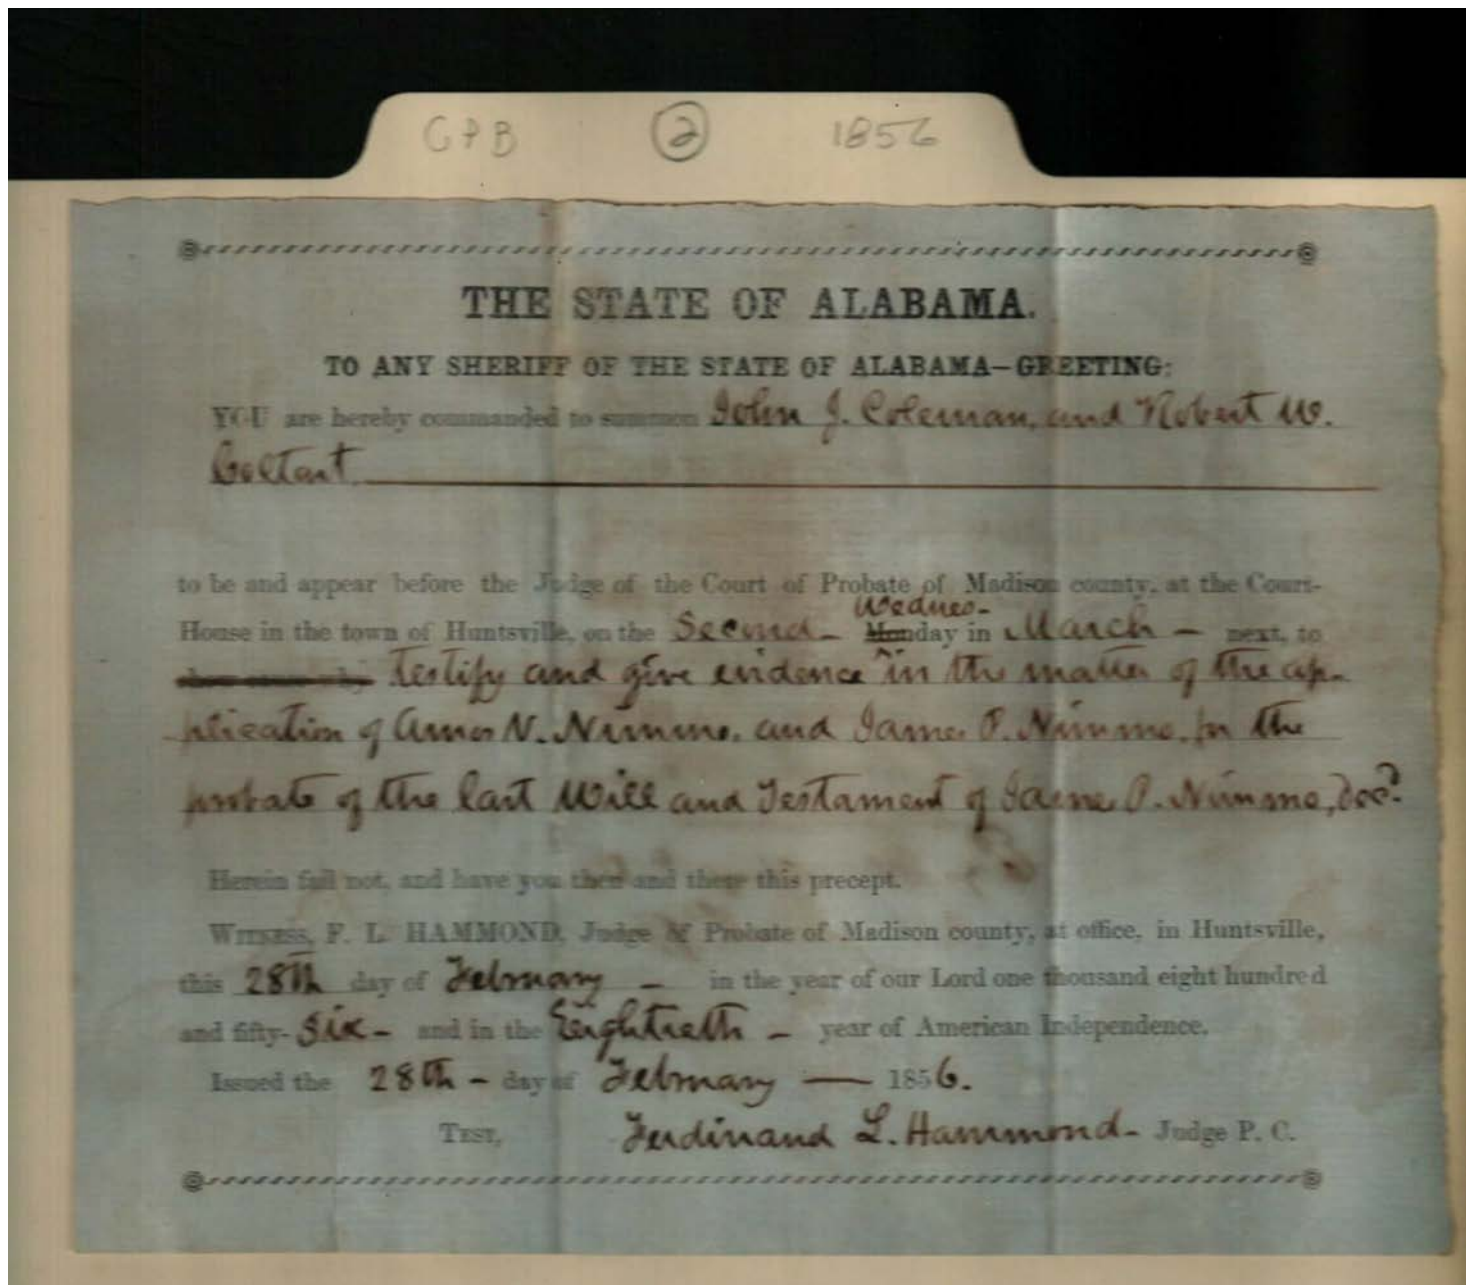 GPB 2 1856
THE STATE OF ALABAMA.
TO ANY SHERIFF OF THE STATE OF ALABAMA—GREETING:
YOU are hereby commanded to summon John J. Coleman, and Robert W.
Coltart
to be and appear before the Judge of the Court of Probate of Madison county, at the Court-
Wednes-
House in the town of Huntsville, on the Second - Monday in March - next, to
testify and give evidence in the matter of the ap-
plication of Amos N. Nimmo, and James P. Nimmo, for the
probate of the last Will and Testament of James P. Nimmo, Dec'd.
Herein fail not, and have you then and there this precept.
WITNESS, F. L. HAMMOND, Judge of Probate of Madison county, at office, in Huntsville,
this 28th day of February - in the year of our Lord one thousand eight hundred
and fifty-six - and in the Eightieth - year of American Independence.
Issued the 28th - day of February — 1856.
TEST, Ferdinand L. Hammond - Judge P. C.